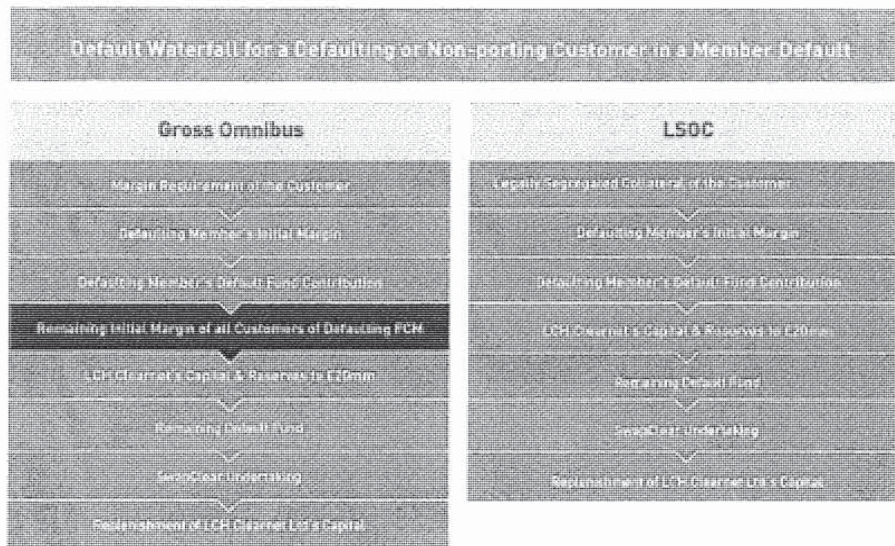 Default Waterfall for a Defaulting or Non-porting Customer in a Member Default
Gross Omnibus
Margin Requirement of the Customer
Defaulting Member's Initial Margin
Defaulting Member's Default Fund Contribution
Remaining Initial Margin of all Customers of Defaulting FCM
LCH Clearnet's Capital & Reserves to £20mm
Remaining Default Fund
SwapClear Undertaking
Replenishment of LCH Clearnet Ltd's Capital
LSOC
Legally Segregated Collateral of the Customer
Defaulting Member's Initial Margin
Defaulting Member's Default Fund Contribution
LCH Clearnet's Capital & Reserves to £20mm
Remaining Default Fund
SwapClear Undertaking
Replenishment of LCH Clearnet Ltd's Capital